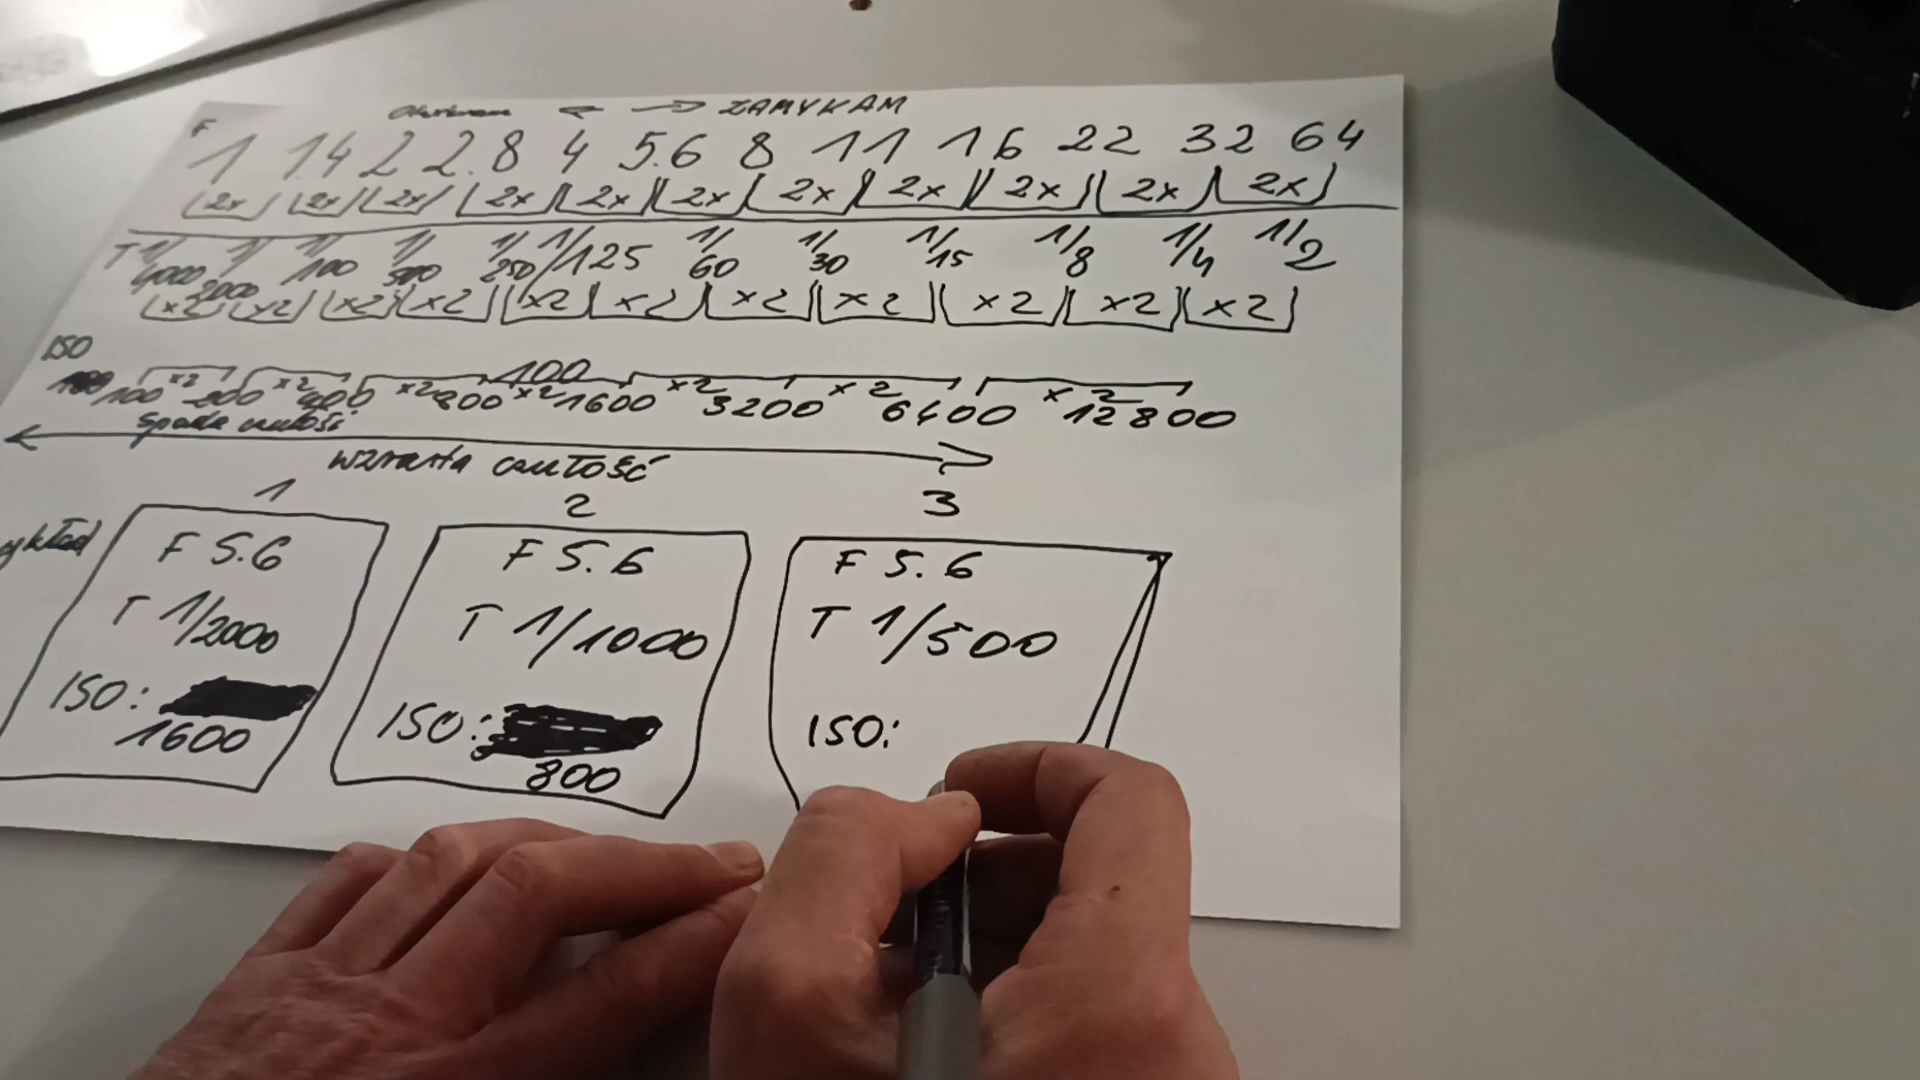 ← → ZAMYKAM
F 1 1.4 2 2.8 4 5.6 8 11 16 22 32 64
2x 2x 2x 2x 2x 2x 2x 2x 2x 2x 2x
T 1/4000 1/2000 1/100 1/500 1/250 1/125 1/60 1/30 1/15 1/8 1/4 1/2
x2 x2 x2 x2 x2 x2 x2 x2 x2 x2 x2
ISO
100
100 x2 200 x2 400 x2 800 x2 1600 x2 3200 x2 6400 x2 12800
Spada czułość
wzrasta czułość
1 2 3
F 5.6 F 5.6 F 5.6
T 1/2000 T 1/1000 T 1/500
ISO: ISO: ISO:
1600 800